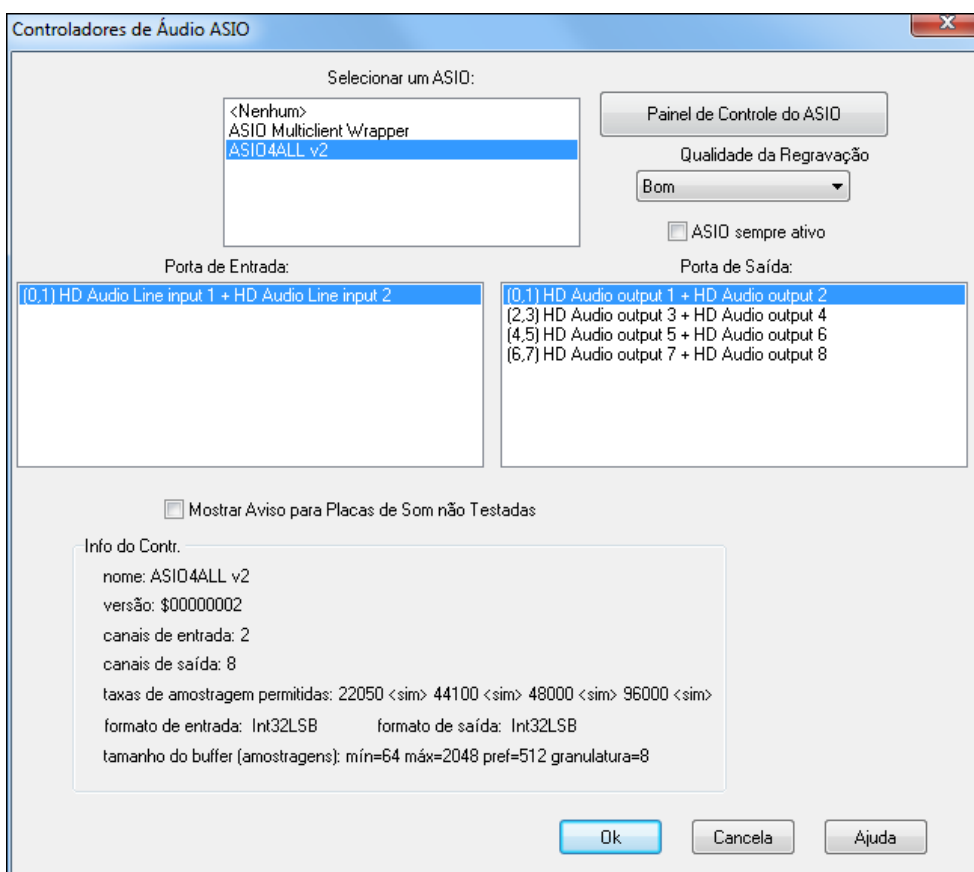 Controladores de Áudio ASIO
Selecionar um ASIO:
<Nenhum>
ASIO Multiclient Wrapper
ASIO4ALL v2
Painel de Controle do ASIO
Qualidade da Regravação
Bom
ASIO sempre ativo
Porta de Entrada:
(0,1) HD Audio Line input 1 + HD Audio Line input 2
Porta de Saída:
(0,1) HD Audio output 1 + HD Audio output 2
(2,3) HD Audio output 3 + HD Audio output 4
(4,5) HD Audio output 5 + HD Audio output 6
(6,7) HD Audio output 7 + HD Audio output 8
Mostrar Aviso para Placas de Som não Testadas
Info do Contr.
nome: ASIO4ALL v2
versão: $00000002
canais de entrada: 2
canais de saída: 8
taxas de amostragem permitidas: 22050 <sim> 44100 <sim> 48000 <sim> 96000 <sim>
formato de entrada: Int32LSB formato de saída: Int32LSB
tamanho do buffer (amostragens): mín=64 máx=2048 pref=512 granulatura=8
Ok
Cancela
Ajuda